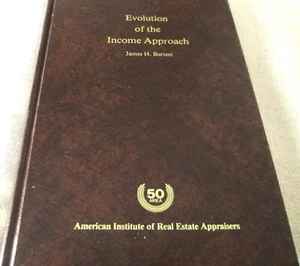 Evolution
of the
Income Approach
James H. Burton
50
AIREA
American Institute of Real Estate Appraisers